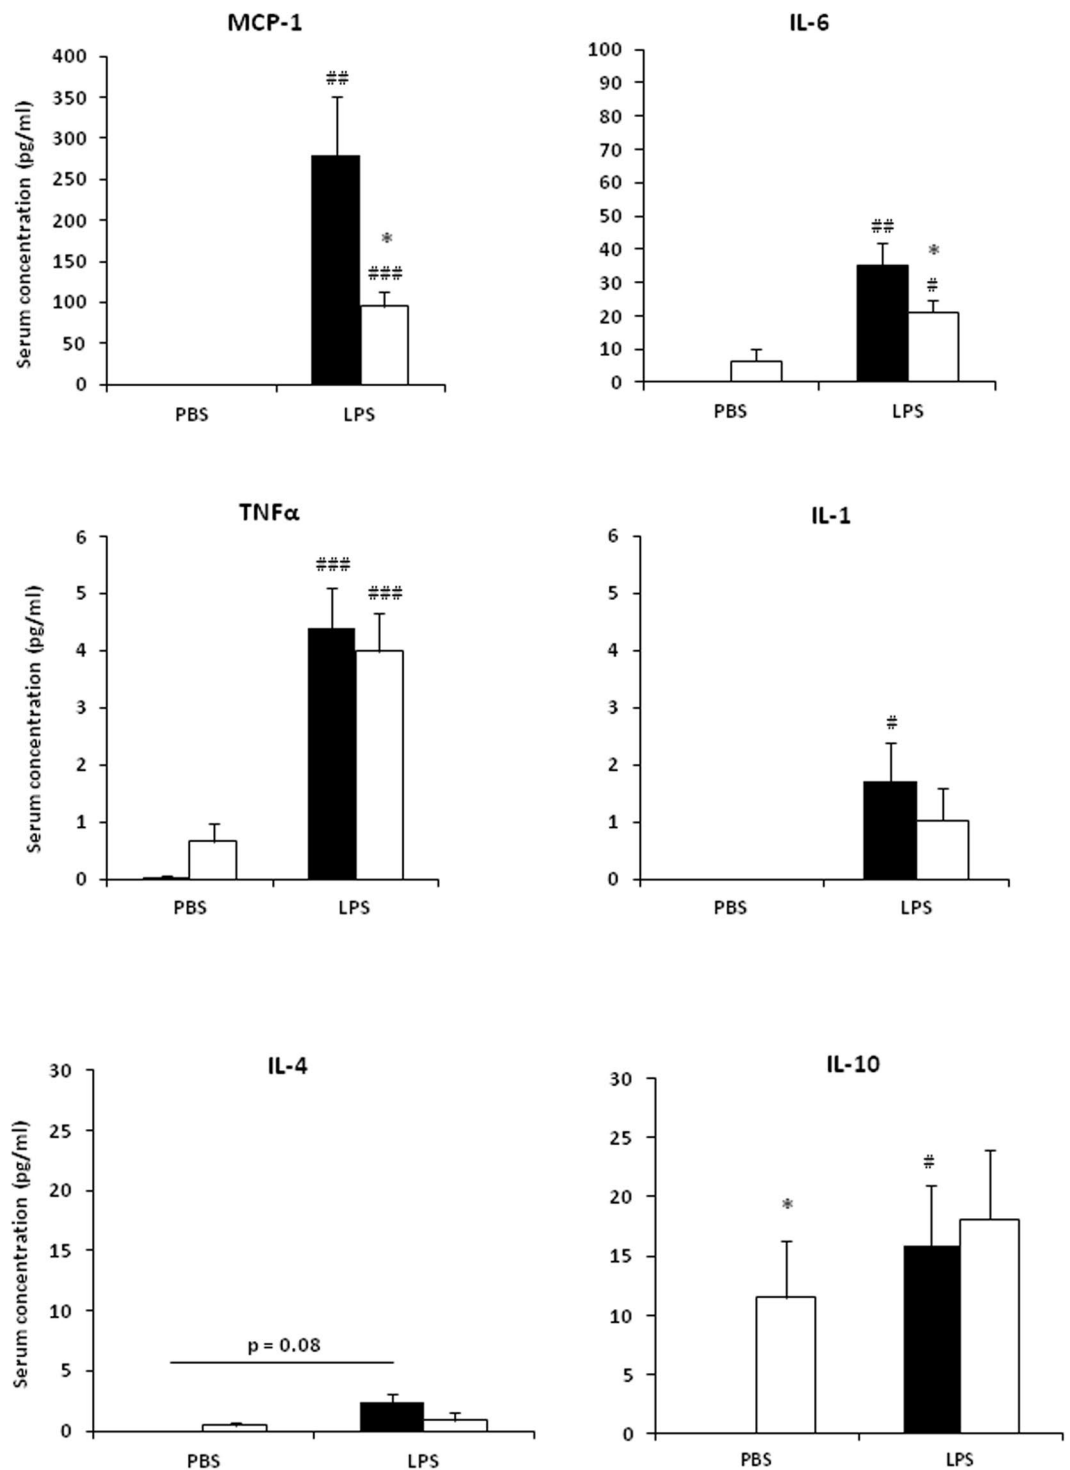 MCP-1
Serum concentration (pg/ml)
400
350
300
250
200
150
100
50
0
##
*
###
PBS
LPS
IL-6
100
90
80
70
60
50
40
30
20
10
0
##
*
#
PBS
LPS
TNFα
Serum concentration (pg/ml)
6
5
4
3
2
1
0
###
###
PBS
LPS
IL-1
6
5
4
3
2
1
0
#
PBS
LPS
IL-4
Serum concentration (pg/ml)
30
25
20
15
10
5
0
p = 0.08
PBS
LPS
IL-10
30
25
20
15
10
5
0
*
#
PBS
LPS